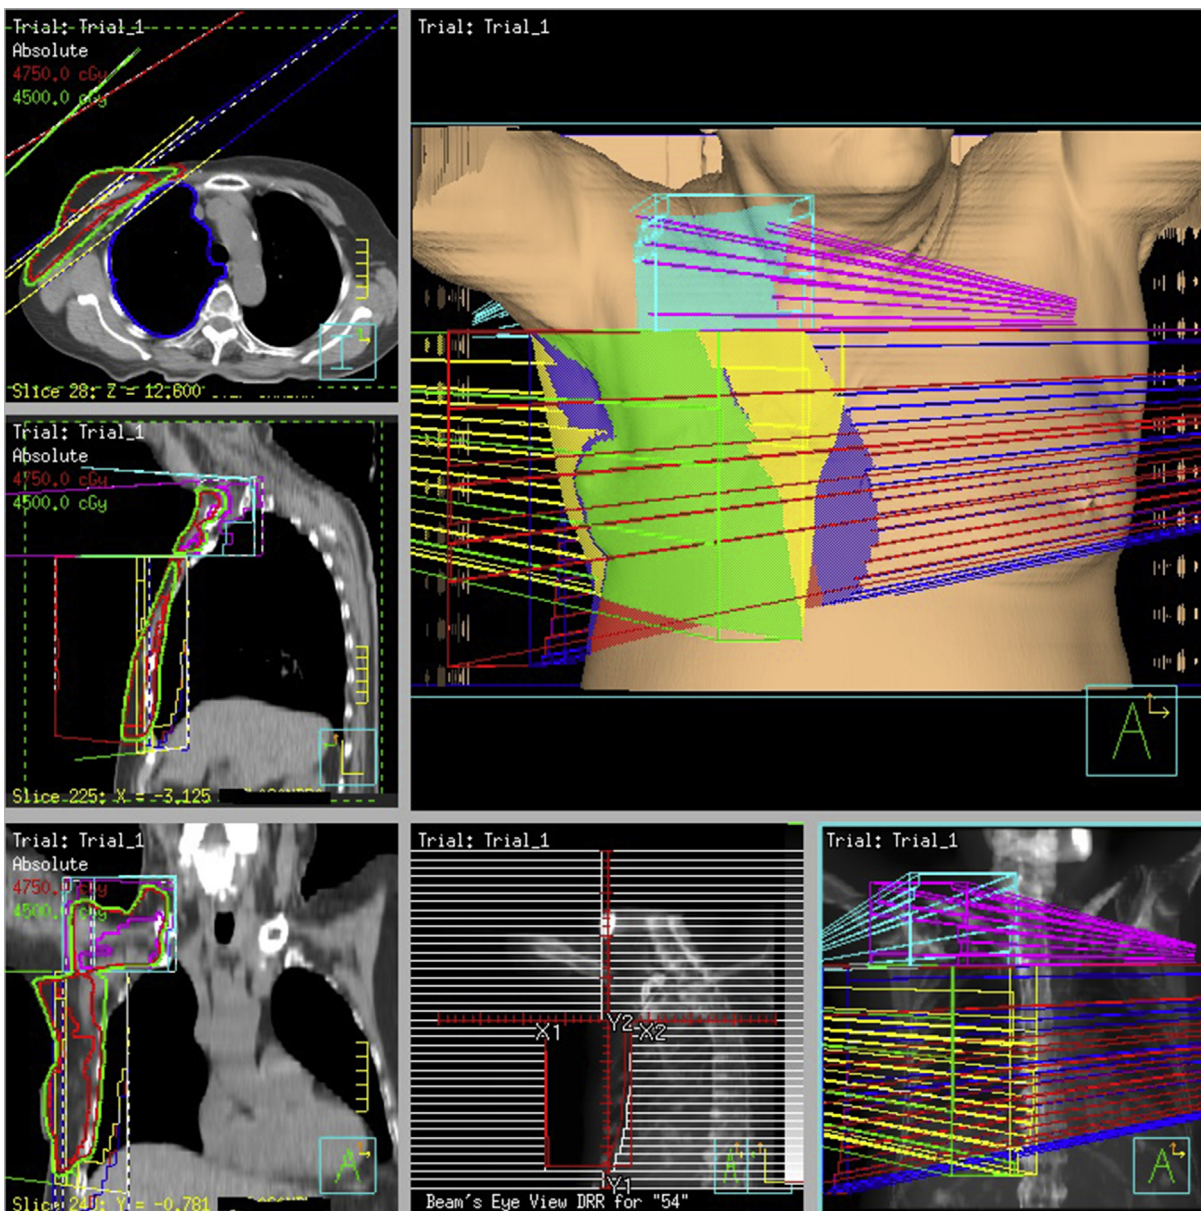 Trial: Trial_1
Absolute
4750.0 cGy
4500.0 cGy
Slice 28: Z = 12.600
Trial: Trial_1
A
Trial: Trial_1
Absolute
4750.0 cGy
4500.0 cGy
Slice 225: X = -3.125
L
Trial: Trial_1
Absolute
4750.0 cGy
4500.0 cGy
A
Y = -0.781
Trial: Trial_1
X1
Y2
X2
Y1
A
Beam's Eye View DRR for "54"
Trial: Trial_1
A